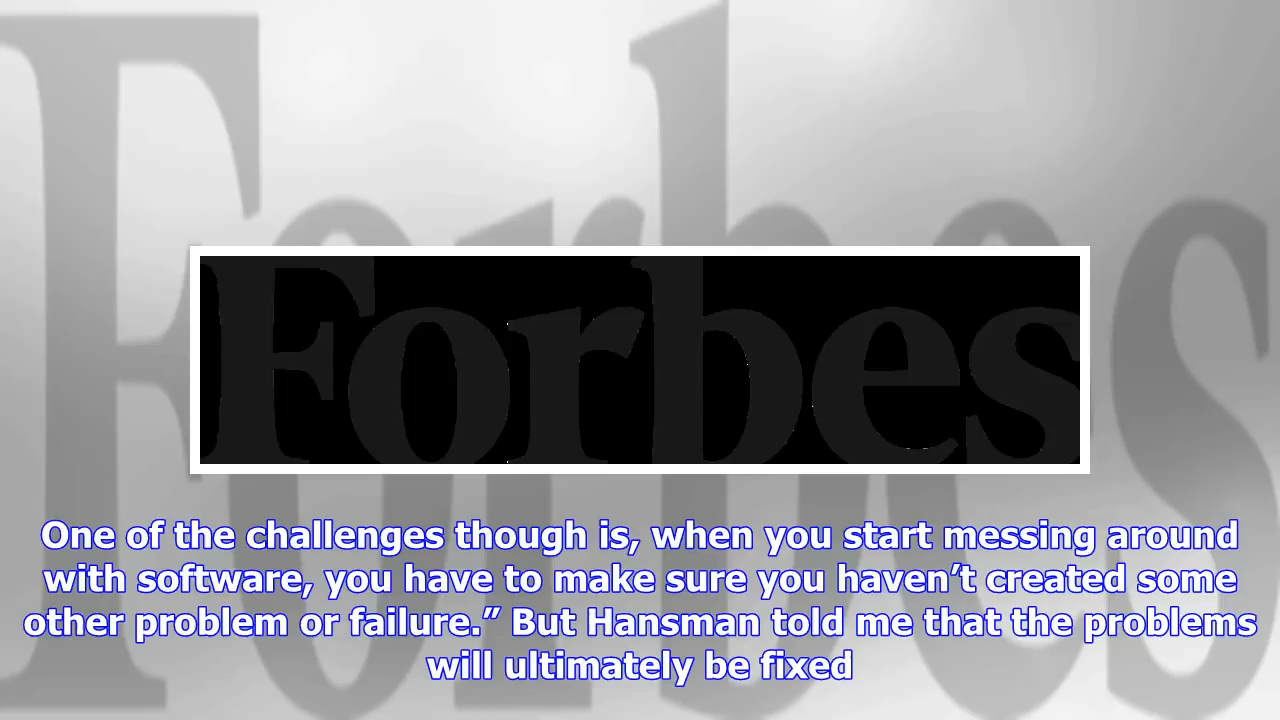 Forbes
Forbes
One of the challenges though is, when you start messing around
with software, you have to make sure you haven’t created some
other problem or failure.” But Hansman told me that the problems
will ultimately be fixed